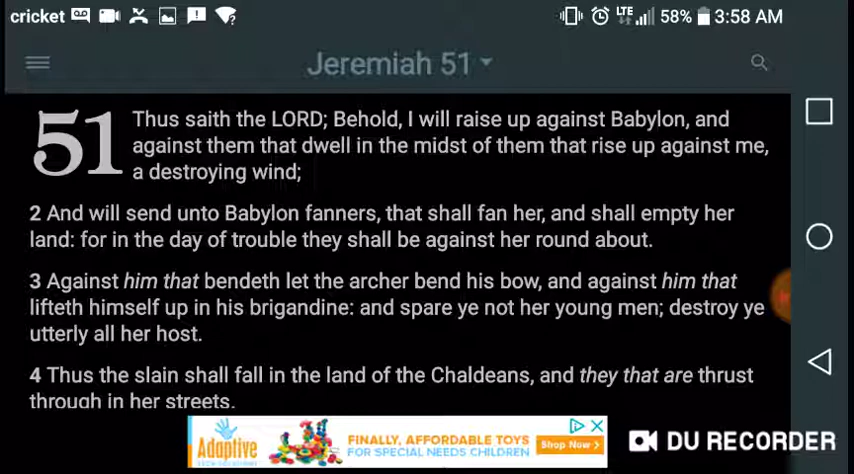 cricket LTE 58% 3:58 AM
Jeremiah 51
51 Thus saith the LORD; Behold, I will raise up against Babylon, and
against them that dwell in the midst of them that rise up against me,
a destroying wind;
2 And will send unto Babylon fanners, that shall fan her, and shall empty her
land: for in the day of trouble they shall be against her round about.
3 Against him that bendeth let the archer bend his bow, and against him that
lifteth himself up in his brigandine: and spare ye not her young men; destroy ye
utterly all her host.
4 Thus the slain shall fall in the land of the Chaldeans, and they that are thrust
through in her streets.
Adaptive
FINALLY, AFFORDABLE TOYS
FOR SPECIAL NEEDS CHILDREN
Shop Now >
DU RECORDER